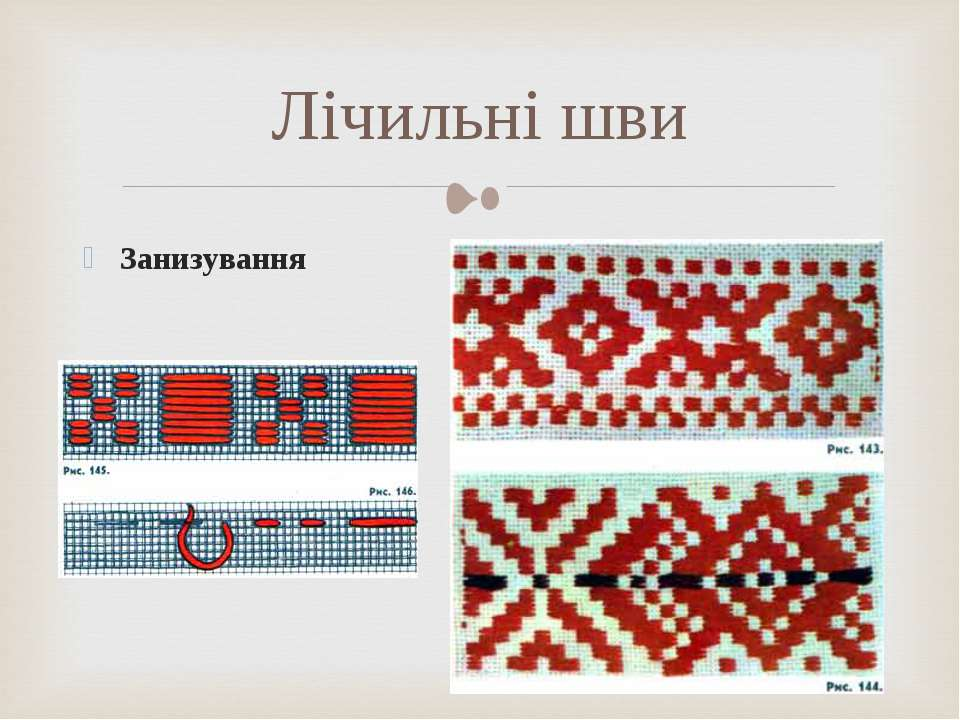 Лічильні шви
Занизування
Рис. 145.
Рис. 146.
Рис. 143.
Рис. 144.